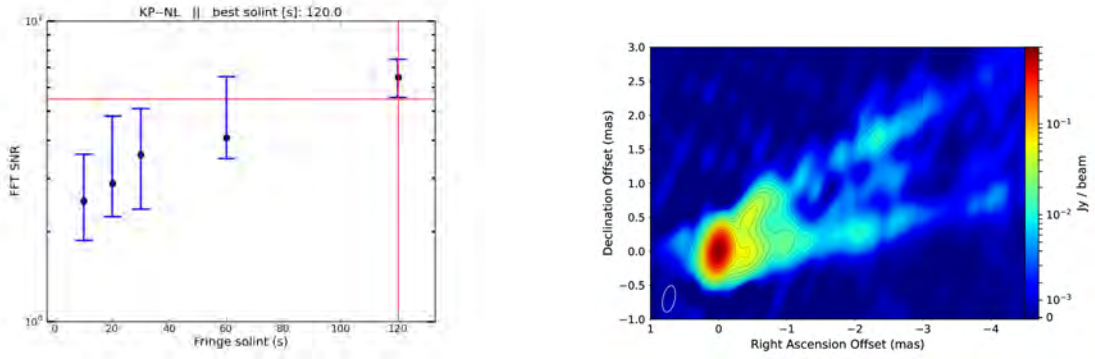 KP--NL || best solint [s]: 120.0
10¹
FFT SNR
10⁰
0 20 40 60 80 100 120
Fringe solint (s)
3.0
2.5
2.0
1.5
1.0
0.5
0.0
−0.5
−1.0
Declination Offset (mas)
1 0 −1 −2 −3 −4
Right Ascension Offset (mas)
10⁻¹
10⁻²
10⁻³
0
Jy / beam